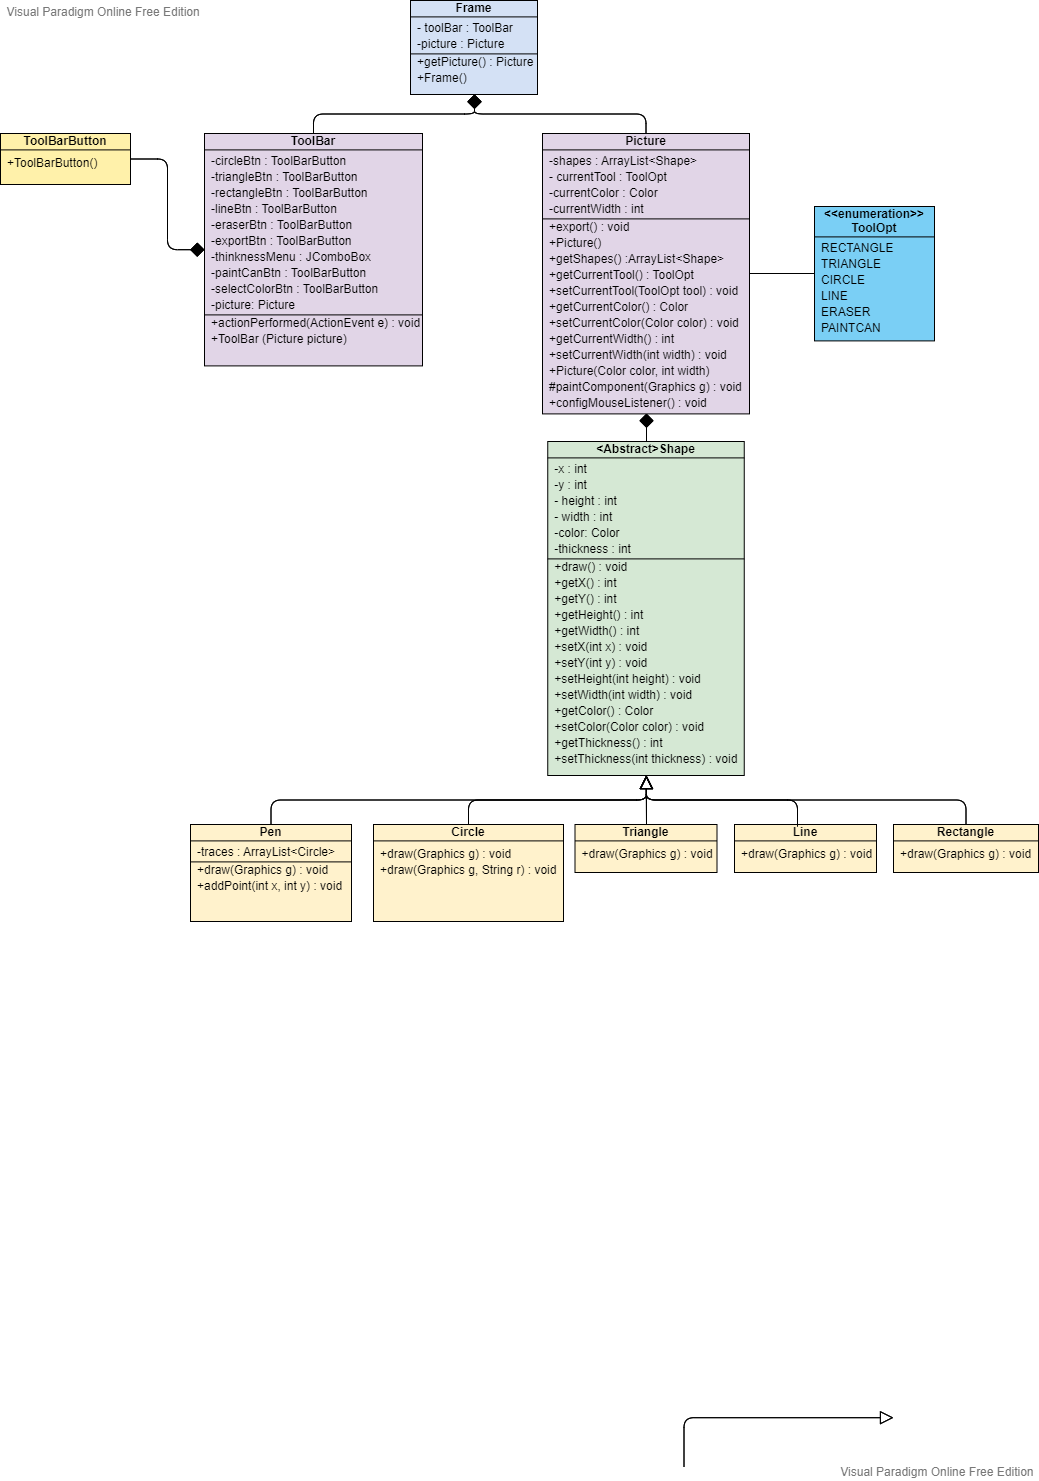 Visual Paradigm Online Free Edition
Frame
- toolBar : ToolBar
-picture : Picture
+getPicture() : Picture
+Frame()
ToolBarButton
+ToolBarButton()
ToolBar
-circleBtn : ToolBarButton
-triangleBtn : ToolBarButton
-rectangleBtn : ToolBarButton
-lineBtn : ToolBarButton
-eraserBtn : ToolBarButton
-exportBtn : ToolBarButton
-thinknessMenu : JComboBox
-paintCanBtn : ToolBarButton
-selectColorBtn : ToolBarButton
-picture: Picture
+actionPerformed(ActionEvent e) : void
+ToolBar (Picture picture)
Picture
-shapes : ArrayList<Shape>
- currentTool : ToolOpt
-currentColor : Color
-currentWidth : int
+export() : void
+Picture()
+getShapes() :ArrayList<Shape>
+getCurrentTool() : ToolOpt
+setCurrentTool(ToolOpt tool) : void
+getCurrentColor() : Color
+setCurrentColor(Color color) : void
+getCurrentWidth() : int
+setCurrentWidth(int width) : void
+Picture(Color color, int width)
#paintComponent(Graphics g) : void
+configMouseListener() : void
<<enumeration>>
ToolOpt
RECTANGLE
TRIANGLE
CIRCLE
LINE
ERASER
PAINTCAN
<Abstract>Shape
-x : int
-y : int
- height : int
- width : int
-color: Color
-thickness : int
+draw() : void
+getX() : int
+getY() : int
+getHeight() : int
+getWidth() : int
+setX(int x) : void
+setY(int y) : void
+setHeight(int height) : void
+setWidth(int width) : void
+getColor() : Color
+setColor(Color color) : void
+getThickness() : int
+setThickness(int thickness) : void
Pen
-traces : ArrayList<Circle>
+draw(Graphics g) : void
+addPoint(int x, int y) : void
Circle
+draw(Graphics g) : void
+draw(Graphics g, String r) : void
Triangle
+draw(Graphics g) : void
Line
+draw(Graphics g) : void
Rectangle
+draw(Graphics g) : void
Visual Paradigm Online Free Edition